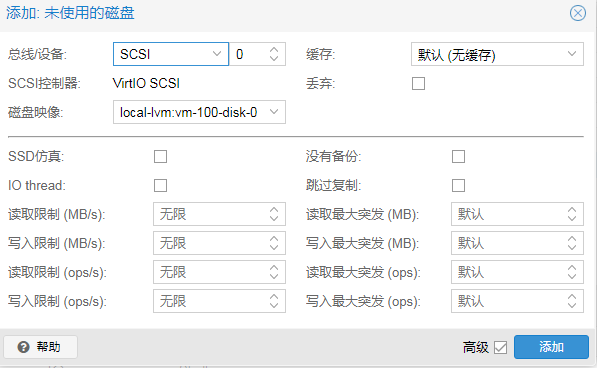 添加: 未使用的磁盘
总线/设备: SCSI 0 缓存: 默认 (无缓存)
SCSI控制器: VirtIO SCSI 丢弃:
磁盘映像: local-lvm:vm-100-disk-0
SSD仿真: 没有备份:
IO thread: 跳过复制:
读取限制 (MB/s): 无限 读取最大突发 (MB): 默认
写入限制 (MB/s): 无限 写入最大突发 (MB): 默认
读取限制 (ops/s): 无限 读取最大突发 (ops): 默认
写入限制 (ops/s): 无限 写入最大突发 (ops): 默认
帮助 高级 添加